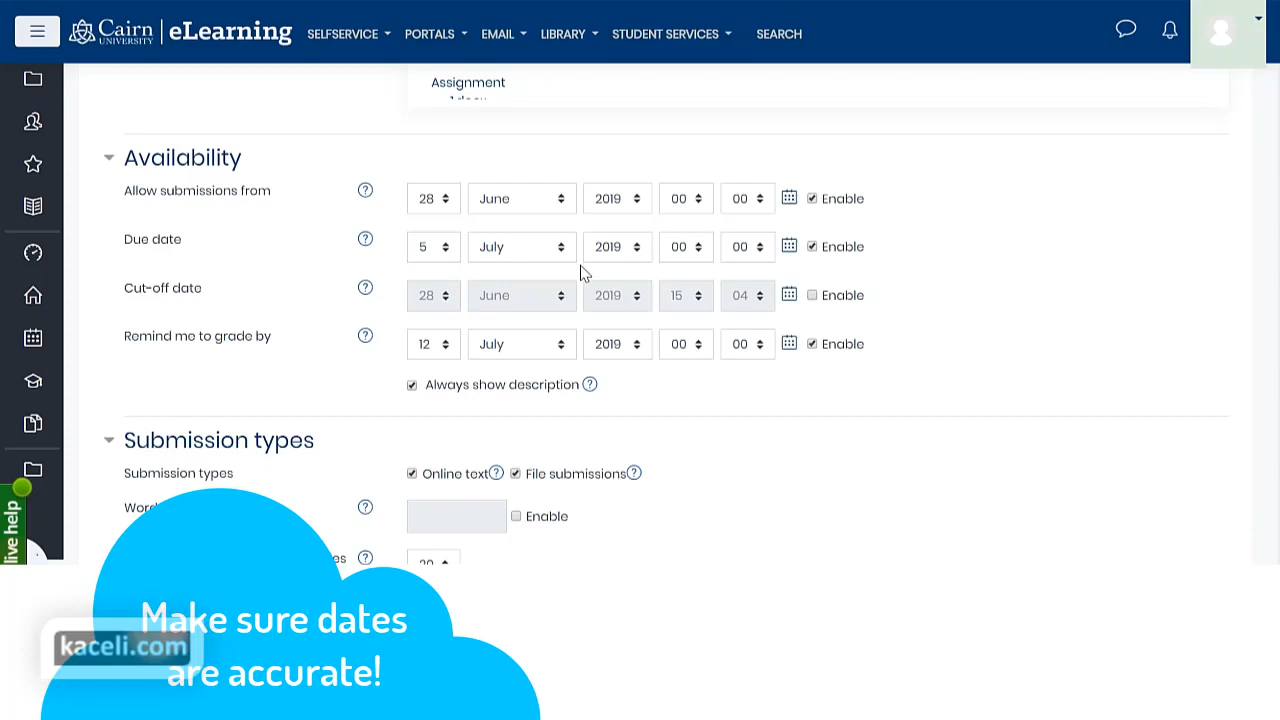 Cairn
UNIVERSITY
eLearning
SELFSERVICE
PORTALS
EMAIL
LIBRARY
STUDENT SERVICES
SEARCH
Assignment
Availability
Allow submissions from
28 June 2019 00 00 Enable
Due date
5 July 2019 00 00 Enable
Cut-off date
28 June 2019 15 04 Enable
Remind me to grade by
12 July 2019 00 00 Enable
Always show description
Submission types
Submission types
Online text File submissions
Enable
live help
Make sure dates
are accurate!
kaceli.com